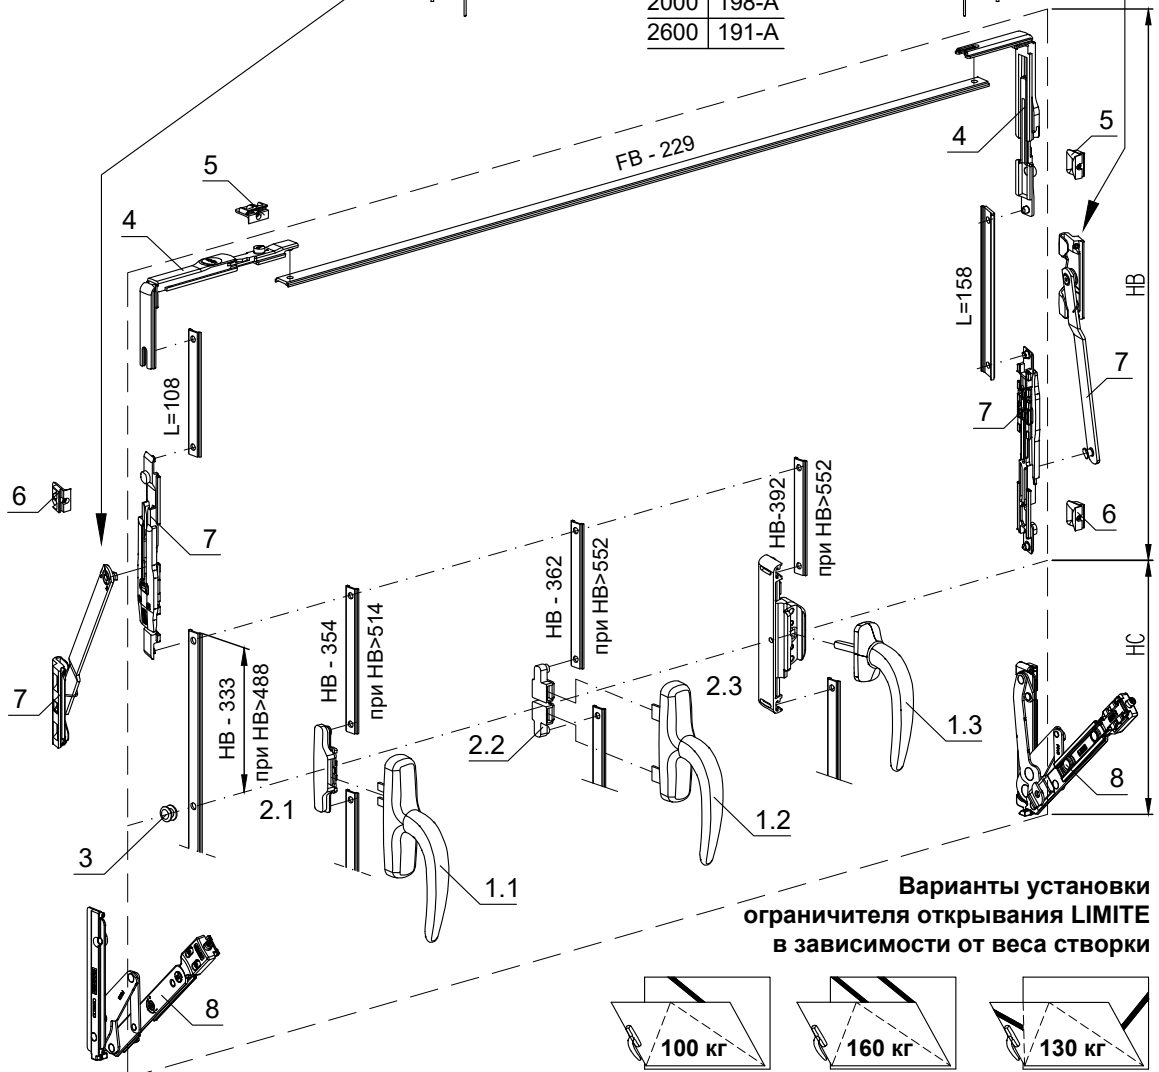 2000 198-A
2600 191-A
4
5
FB - 229
5
4
HB
L=158
L=108
7
7
6
7
HB-392
при HB>552
6
HB - 362
при HB>552
HB - 354
при HB>514
HC
7
HB - 333
при HB>488
2.3
2.2
1.3
2.1
8
3
1.2
1.1
Варианты установки
ограничителя открывания LIMITE
в зависимости от веса створки
8
100 кг
160 кг
130 кг